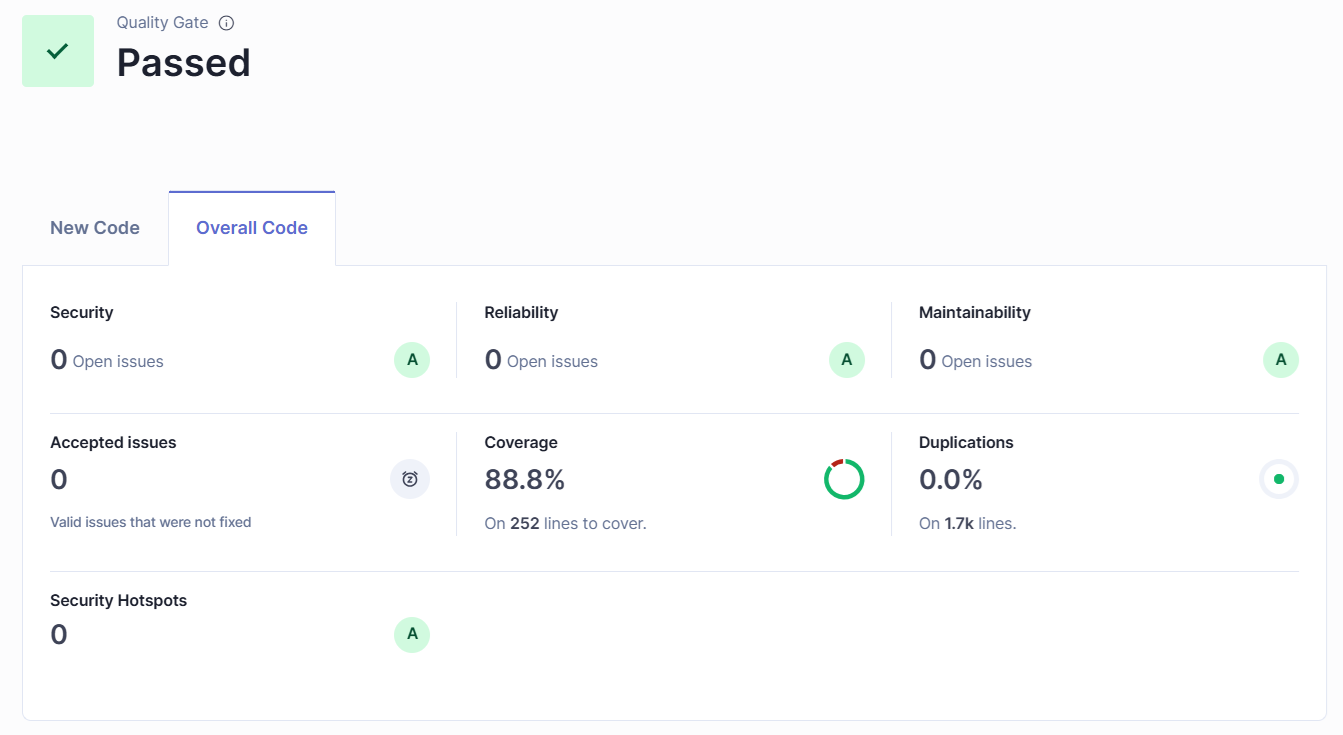 Quality Gate
Passed
New Code
Overall Code
Security
0 Open issues
A
Reliability
0 Open issues
A
Maintainability
0 Open issues
A
Accepted issues
0
Valid issues that were not fixed
Coverage
88.8%
On 252 lines to cover.
Duplications
0.0%
On 1.7k lines.
Security Hotspots
0
A